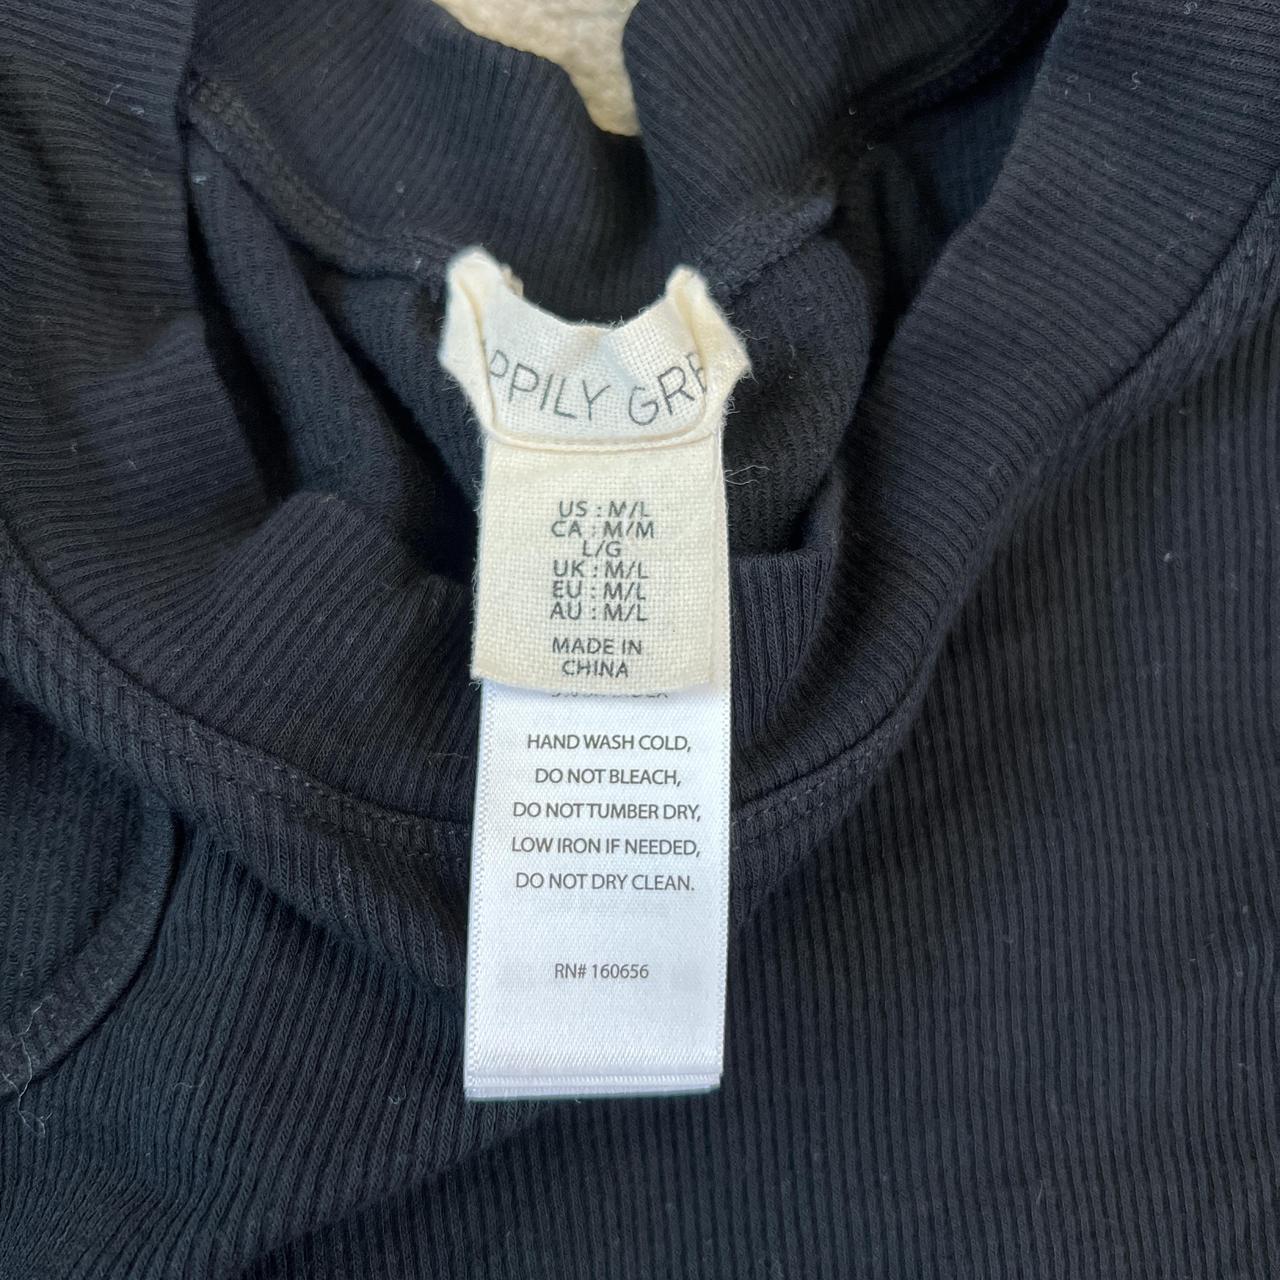 PPILY GRE
US : M/L
CA : M/M
L/G
UK : M/L
EU : M/L
AU : M/L
MADE IN
CHINA
HAND WASH COLD,
DO NOT BLEACH,
DO NOT TUMBER DRY,
LOW IRON IF NEEDED,
DO NOT DRY CLEAN.
RN# 160656